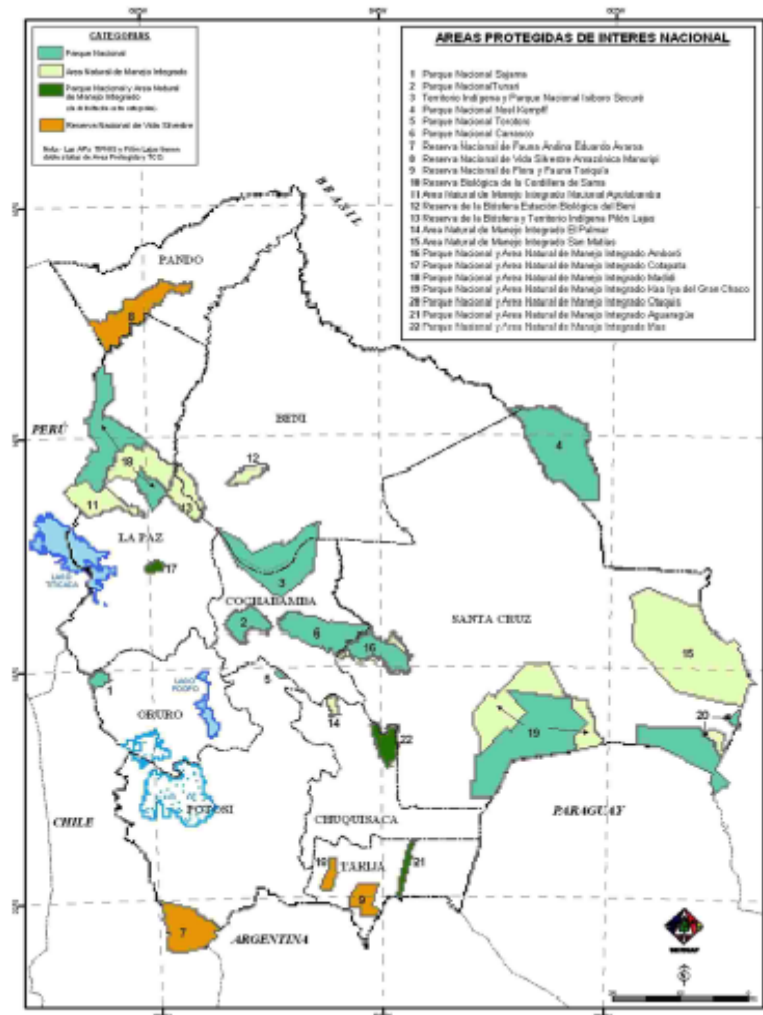 CATEGORIAS
Parque Nacional
Area Natural de Manejo Integrado
Parque Nacional y Area Natural
de Manejo Integrado
Reserva Nacional de Vida Silvestre
AREAS PROTEGIDAS DE INTERES NACIONAL
1 Parque Nacional Sajama
2 Parque NacionalTunari
3 Territorio Indígena y Parque Nacional Isiboro Securé
4 Parque Nacional Noel Kempff
5 Parque Nacional Torotoro
6 Parque Nacional Carrasco
7 Reserva Nacional de Fauna Andina Eduardo Avaroa
8 Reserva Nacional de Vida Silvestre Amazónica Manuripi
9 Reserva Nacional de Flora y Fauna Tariquía
10 Reserva Biológica de la Cordillera de Sama
11 Area Natural de Manejo Integrado Nacional Apolobamba
12 Reserva de la Biósfera Estación Biológica del Beni
13 Reserva de la Biósfera y Territorio Indígena Pilón Lajas
14 Area Natural de Manejo Integrado El Palmar
15 Area Natural de Manejo Integrado San Matías
16 Parque Nacional y Area Natural de Manejo Integrado Amboró
17 Parque Nacional y Area Natural de Manejo Integrado Cotapata
18 Parque Nacional y Area Natural de Manejo Integrado Madidi
19 Parque Nacional y Area Natural de Manejo Integrado Kaa Iya del Gran Chaco
20 Parque Nacional y Area Natural de Manejo Integrado Otuquis
21 Parque Nacional y Area Natural de Manejo Integrado Aguaragüe
22 Parque Nacional y Area Natural de Manejo Integrado Iñao
BRASIL
PANDO
8
PERÚ
BENI
4
18
12
11
13
LA PAZ
LAGO
TITICACA
17
3
COCHABAMBA
2
6
16
SANTA CRUZ
15
1
5
LAGO
POOPO
ORURO
14
19
20
22
POTOSI
CHILE
CHUQUISACA
PARAGUAY
10
TARIJA
21
9
7
ARGENTINA
SERNAP